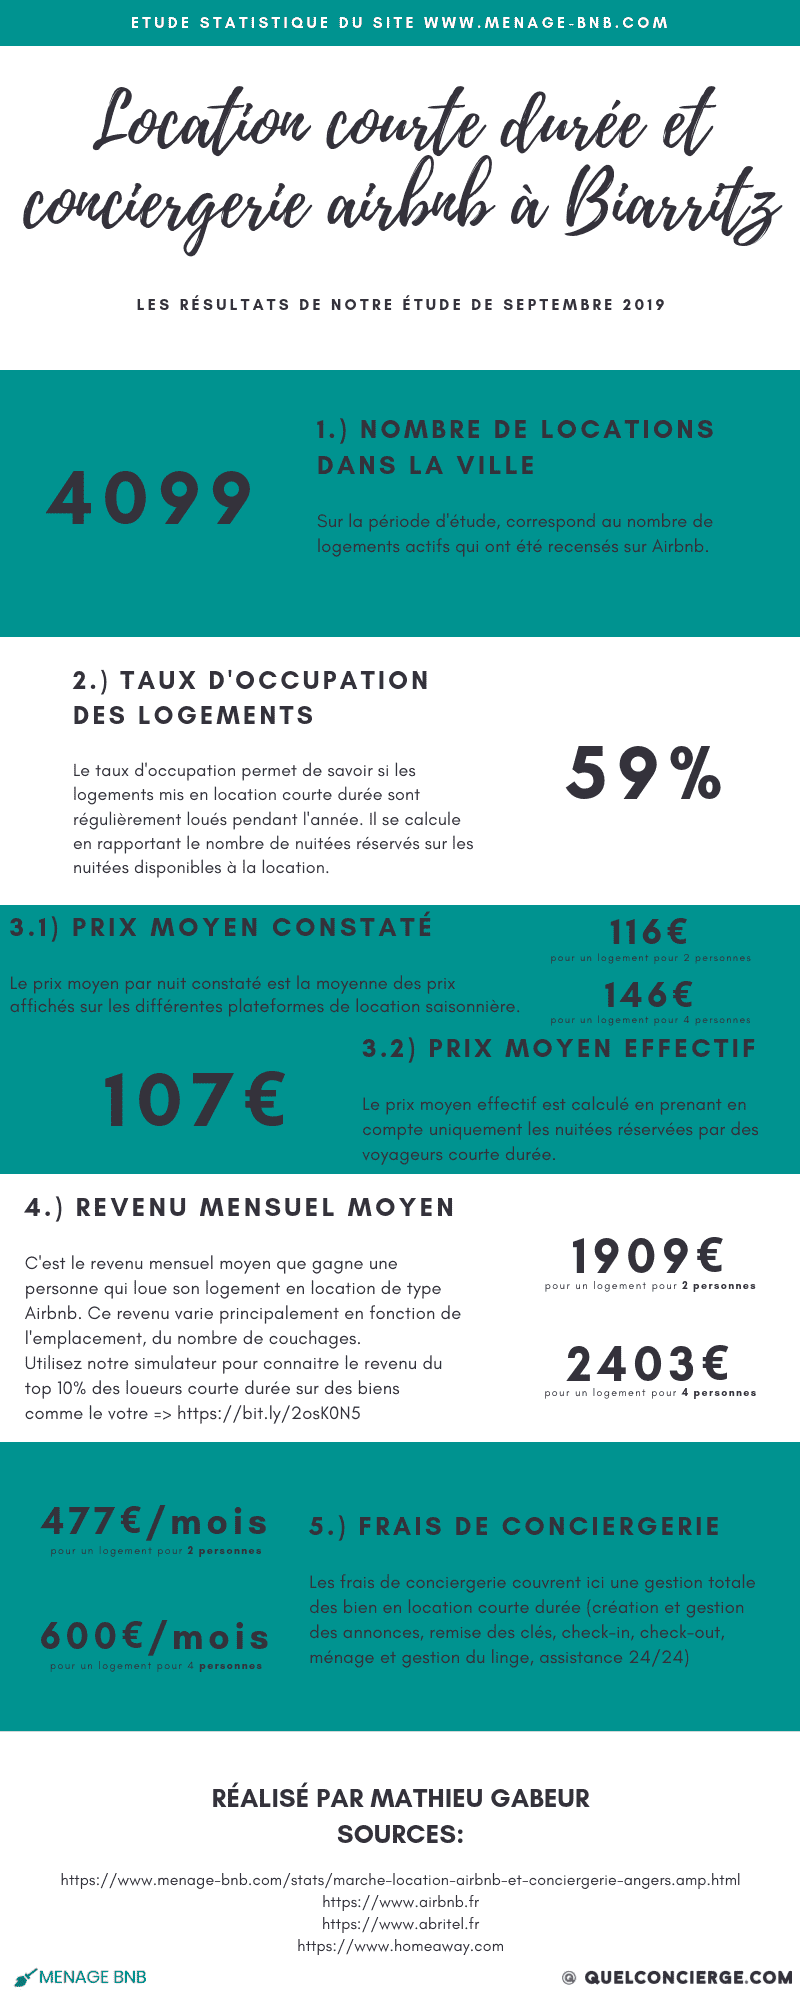 ETUDE STATISTIQUE DU SITE WWW.MENAGE-BNB.COM
Location courte durée et
conciergerie airbnb à Biarritz
LES RÉSULTATS DE NOTRE ÉTUDE DE SEPTEMBRE 2019
4099
1.) NOMBRE DE LOCATIONS
DANS LA VILLE
Sur la période d'étude, correspond au nombre de
logements actifs qui ont été recensés sur Airbnb.
2.) TAUX D'OCCUPATION
DES LOGEMENTS
Le taux d'occupation permet de savoir si les
logements mis en location courte durée sont
régulièrement loués pendant l'année. Il se calcule
en rapportant le nombre de nuitées réservés sur les
nuitées disponibles à la location.
59%
3.1) PRIX MOYEN CONSTATÉ
Le prix moyen par nuit constaté est la moyenne des prix
affichés sur les différentes plateformes de location saisonnière.
116€
pour un logement pour 2 personnes
146€
pour un logement pour 4 personnes
107€
3.2) PRIX MOYEN EFFECTIF
Le prix moyen effectif est calculé en prenant en
compte uniquement les nuitées réservées par des
voyageurs courte durée.
4.) REVENU MENSUEL MOYEN
C'est le revenu mensuel moyen que gagne une
personne qui loue son logement en location de type
Airbnb. Ce revenu varie principalement en fonction de
l'emplacement, du nombre de couchages.
Utilisez notre simulateur pour connaitre le revenu du
top 10% des loueurs courte durée sur des biens
comme le votre => https://bit.ly/2osK0N5
1909€
pour un logement pour 2 personnes
2403€
pour un logement pour 4 personnes
477€/mois
pour un logement pour 2 personnes
600€/mois
pour un logement pour 4 personnes
5.) FRAIS DE CONCIERGERIE
Les frais de conciergerie couvrent ici une gestion totale
des bien en location courte durée (création et gestion
des annonces, remise des clés, check-in, check-out,
ménage et gestion du linge, assistance 24/24)
RÉALISÉ PAR MATHIEU GABEUR
SOURCES:
https://www.menage-bnb.com/stats/marche-location-airbnb-et-conciergerie-angers.amp.html
https://www.airbnb.fr
https://www.abritel.fr
https://www.homeaway.com
MENAGE BNB
@ QUELCONCIERGE.COM